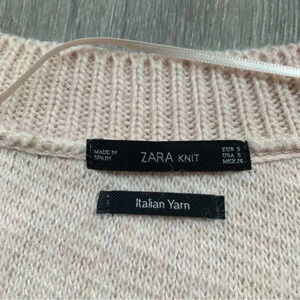 MADE IN
SPAIN
ZARA KNIT
EUR S
USA S
MEX 26
Italian Yarn